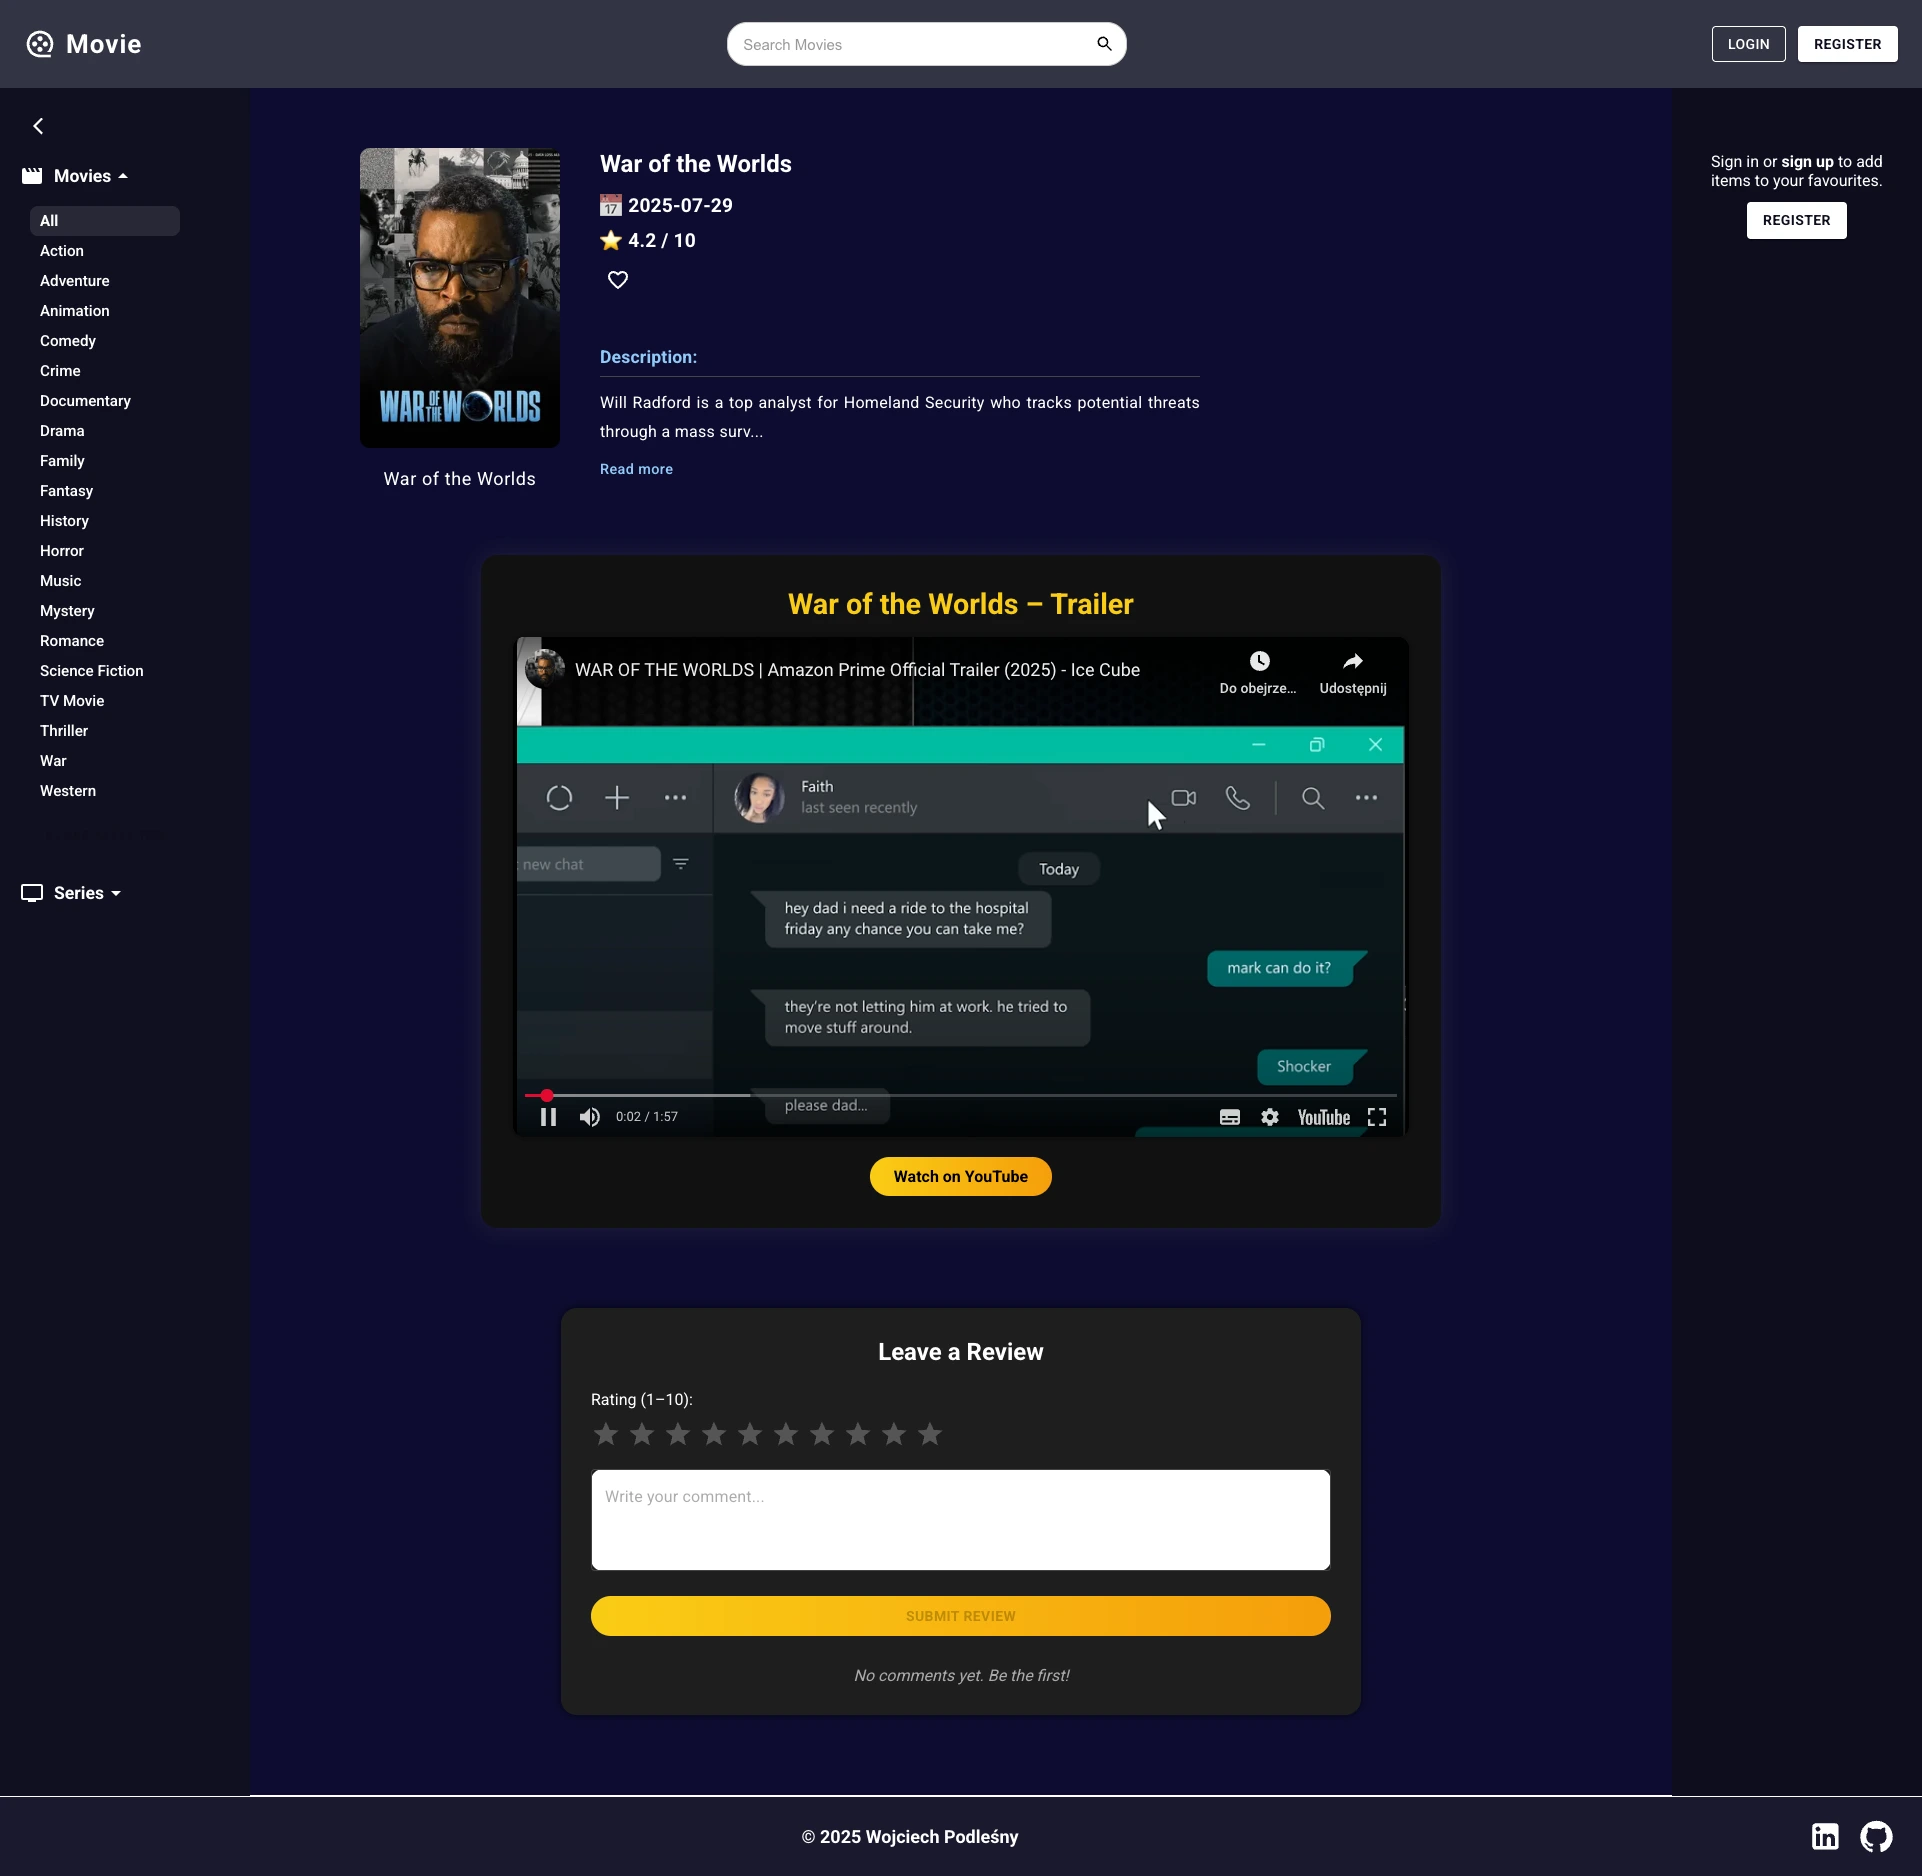 Movie
Search Movies
LOGIN
REGISTER
Movies
All
Action
Adventure
Animation
Comedy
Crime
Documentary
Drama
Family
Fantasy
History
Horror
Music
Mystery
Romance
Science Fiction
TV Movie
Thriller
War
Western
Series
WAR OF THE WORLDS
War of the Worlds
War of the Worlds
17 2025-07-29
4.2 / 10
Description:
Will Radford is a top analyst for Homeland Security who tracks potential threats
through a mass surv...
Read more
Sign in or sign up to add
items to your favourites.
REGISTER
War of the Worlds – Trailer
WAR OF THE WORLDS | Amazon Prime Official Trailer (2025) - Ice Cube
Do obejrze...
Udostępnij
Faith
last seen recently
new chat
Today
hey dad i need a ride to the hospital
friday any chance you can take me?
mark can do it?
they're not letting him at work. he tried to
move stuff around.
Shocker
please dad...
0:02 / 1:57
YouTube
Watch on YouTube
Leave a Review
Rating (1–10):
Write your comment...
SUBMIT REVIEW
No comments yet. Be the first!
© 2025 Wojciech Podleśny
in